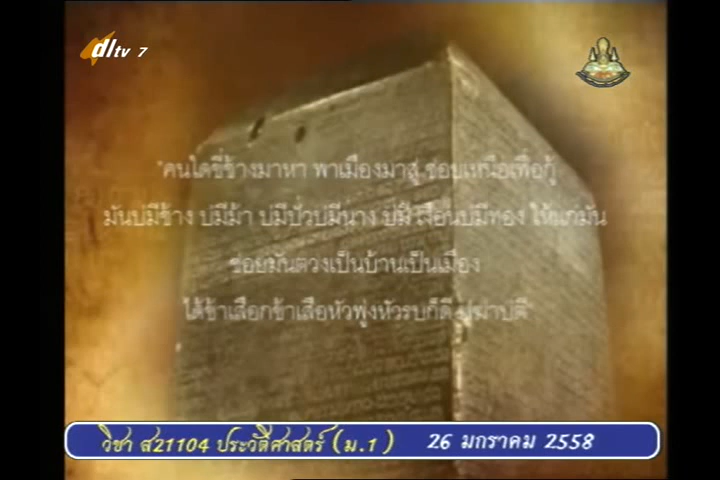 dltv 7
"คนใดขี่ช้างมาหา พาเมืองมาสู่ ช่อยเหนือเฟื้อกู้
มันบ่มีช้าง บ่มีม้า บ่มีปั่วบ่มีนาง บ่มีเงือนบ่มีทอง ให้แก่มัน
ช่อยมันตวงเป็นบ้านเป็นเมือง
ได้ข้าเสือกข้าเสือหัวพุ่งหัวรบก็ดี บ่ฆ่าบ่ตี"
วิชา ส21104 ประวัติศาสตร์ (ม.1) 26 มกราคม 2558